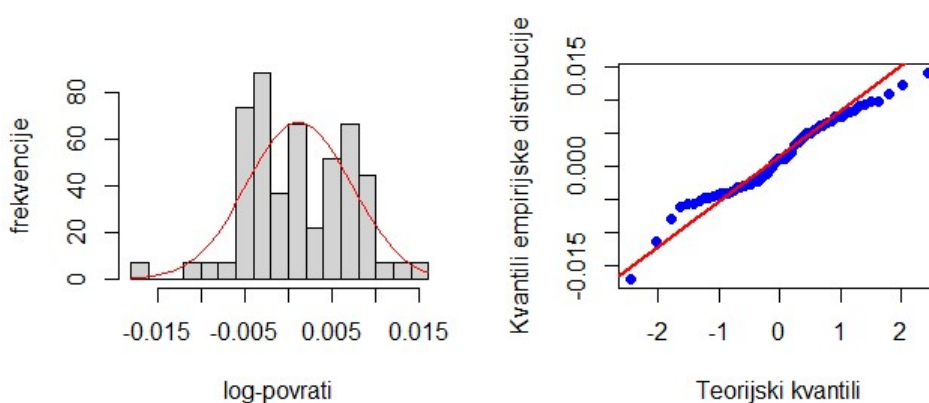 frekvencije
0 20 40 60 80
-0.015 -0.005 0.005 0.015
log-povrati
Kvantili empirijske distribucije
-0.015 0.000 0.015
-2 -1 0 1 2
Teorijski kvantili